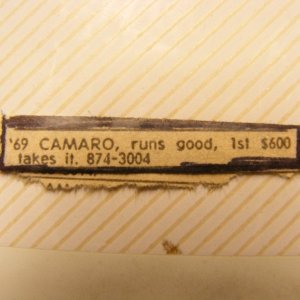 '69 CAMARO, runs good, 1st $600
takes it. 874-3004